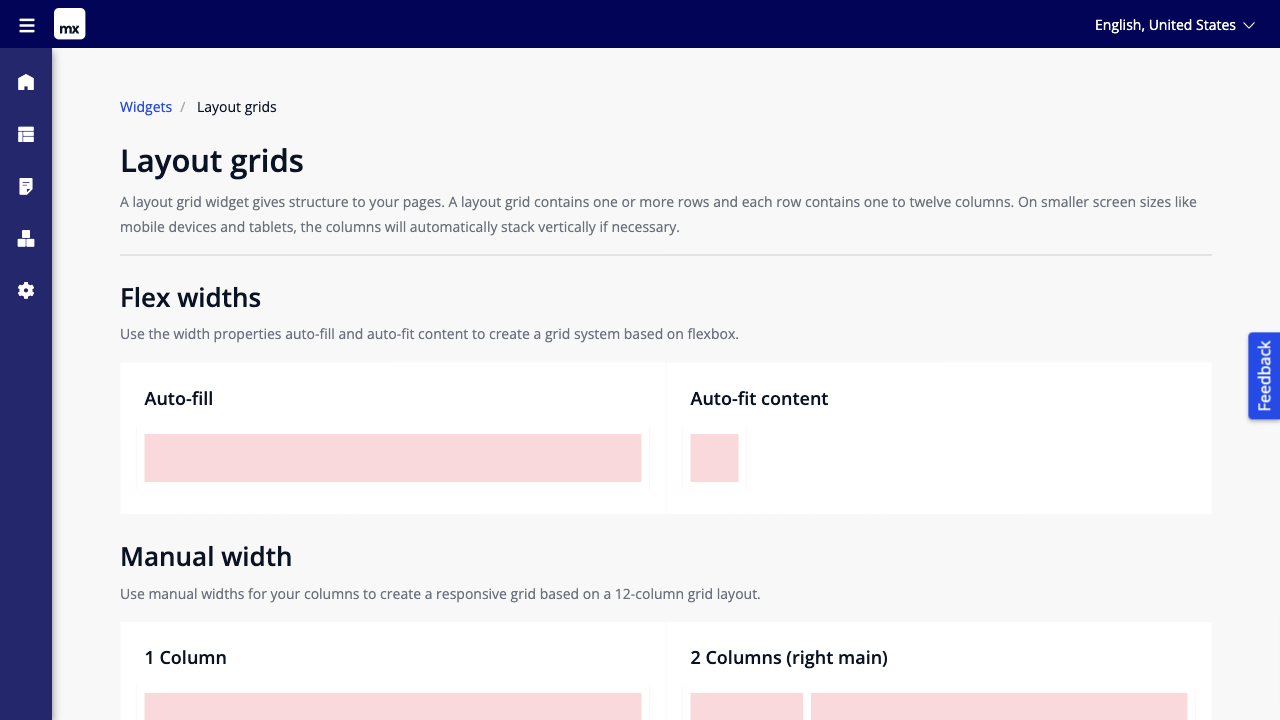 mx
English, United States
Widgets / Layout grids
Layout grids
A layout grid widget gives structure to your pages. A layout grid contains one or more rows and each row contains one to twelve columns. On smaller screen sizes like
mobile devices and tablets, the columns will automatically stack vertically if necessary.
Flex widths
Use the width properties auto-fill and auto-fit content to create a grid system based on flexbox.
Feedback
Auto-fill
Auto-fit content
Manual width
Use manual widths for your columns to create a responsive grid based on a 12-column grid layout.
1 Column
2 Columns (right main)